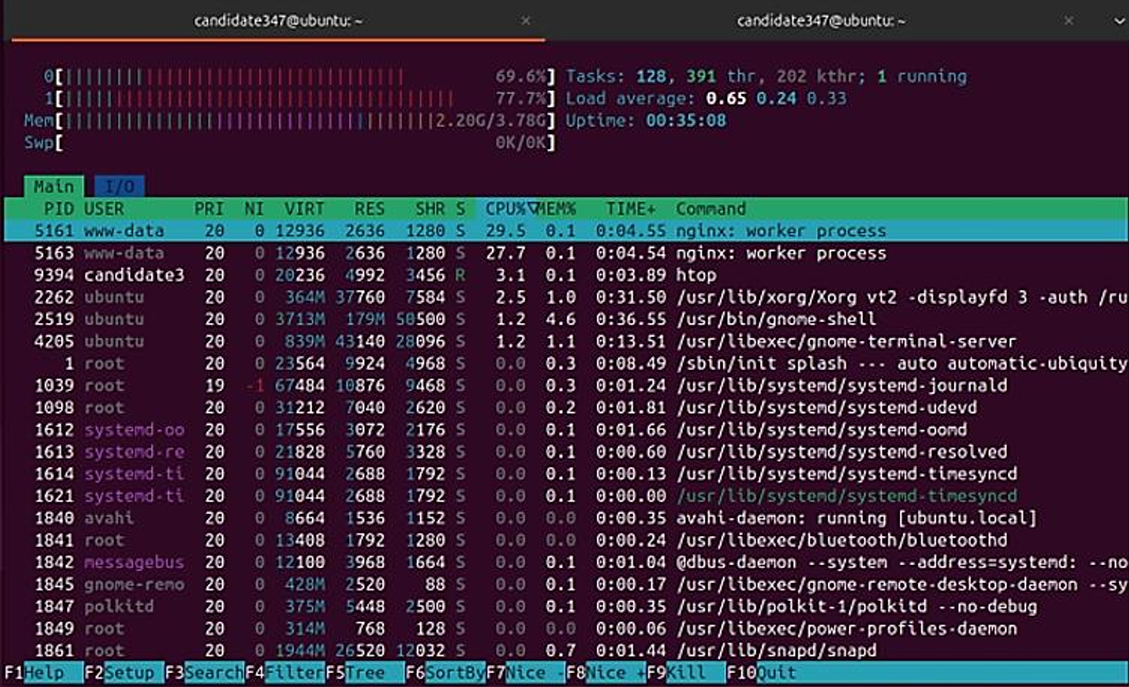 candidate347@ubuntu: ~ × candidate347@ubuntu: ~ ×
0[ 69.6%] Tasks: 128, 391 thr, 202 kthr; 1 running
1[ 77.7%] Load average: 0.65 0.24 0.33
Mem[ 2.20G/3.78G] Uptime: 00:35:08
Swp[ 0K/0K]
Main I/O
PID USER PRI NI VIRT RES SHR S CPU%▽MEM% TIME+ Command
5161 www-data 20 0 12936 2636 1280 S 29.5 0.1 0:04.55 nginx: worker process
5163 www-data 20 0 12936 2636 1280 S 27.7 0.1 0:04.54 nginx: worker process
9394 candidate3 20 0 20236 4992 3456 R 3.1 0.1 0:03.89 htop
2262 ubuntu 20 0 364M 37760 7584 S 2.5 1.0 0:31.50 /usr/lib/xorg/Xorg vt2 -displayfd 3 -auth /ru
2519 ubuntu 20 0 3713M 179M 50500 S 1.2 4.6 0:36.55 /usr/bin/gnome-shell
4205 ubuntu 20 0 839M 43140 28096 S 1.2 1.1 0:13.51 /usr/libexec/gnome-terminal-server
1 root 20 0 23564 9924 4968 S 0.0 0.3 0:08.49 /sbin/init splash --- auto automatic-ubiquity
1039 root 19 -1 67484 10876 9468 S 0.0 0.3 0:01.24 /usr/lib/systemd/systemd-journald
1098 root 20 0 31212 7040 2620 S 0.0 0.2 0:01.81 /usr/lib/systemd/systemd-udevd
1612 systemd-oo 20 0 17556 3072 2176 S 0.0 0.1 0:01.66 /usr/lib/systemd/systemd-oomd
1613 systemd-re 20 0 21828 5760 3328 S 0.0 0.1 0:00.60 /usr/lib/systemd/systemd-resolved
1614 systemd-ti 20 0 91044 2688 1792 S 0.0 0.1 0:00.13 /usr/lib/systemd/systemd-timesyncd
1621 systemd-ti 20 0 91044 2688 1792 S 0.0 0.1 0:00.00 /usr/lib/systemd/systemd-timesyncd
1840 avahi 20 0 8664 1536 1152 S 0.0 0.0 0:00.35 avahi-daemon: running [ubuntu.local]
1841 root 20 0 13408 1792 1280 S 0.0 0.0 0:00.24 /usr/libexec/bluetooth/bluetoothd
1842 messagebus 20 0 12100 3968 1664 S 0.0 0.1 0:01.04 @dbus-daemon --system --address=systemd: --no
1845 gnome-remo 20 0 428M 2520 88 S 0.0 0.1 0:00.17 /usr/libexec/gnome-remote-desktop-daemon --sy
1847 polkitd 20 0 375M 5448 2500 S 0.0 0.1 0:00.35 /usr/lib/polkit-1/polkitd --no-debug
1849 root 20 0 314M 768 128 S 0.0 0.0 0:00.06 /usr/libexec/power-profiles-daemon
1861 root 20 0 1944M 26520 12032 S 0.0 0.7 0:01.44 /usr/lib/snapd/snapd
F1Help F2Setup F3SearchF4FilterF5Tree F6SortByF7Nice -F8Nice +F9Kill F10Quit